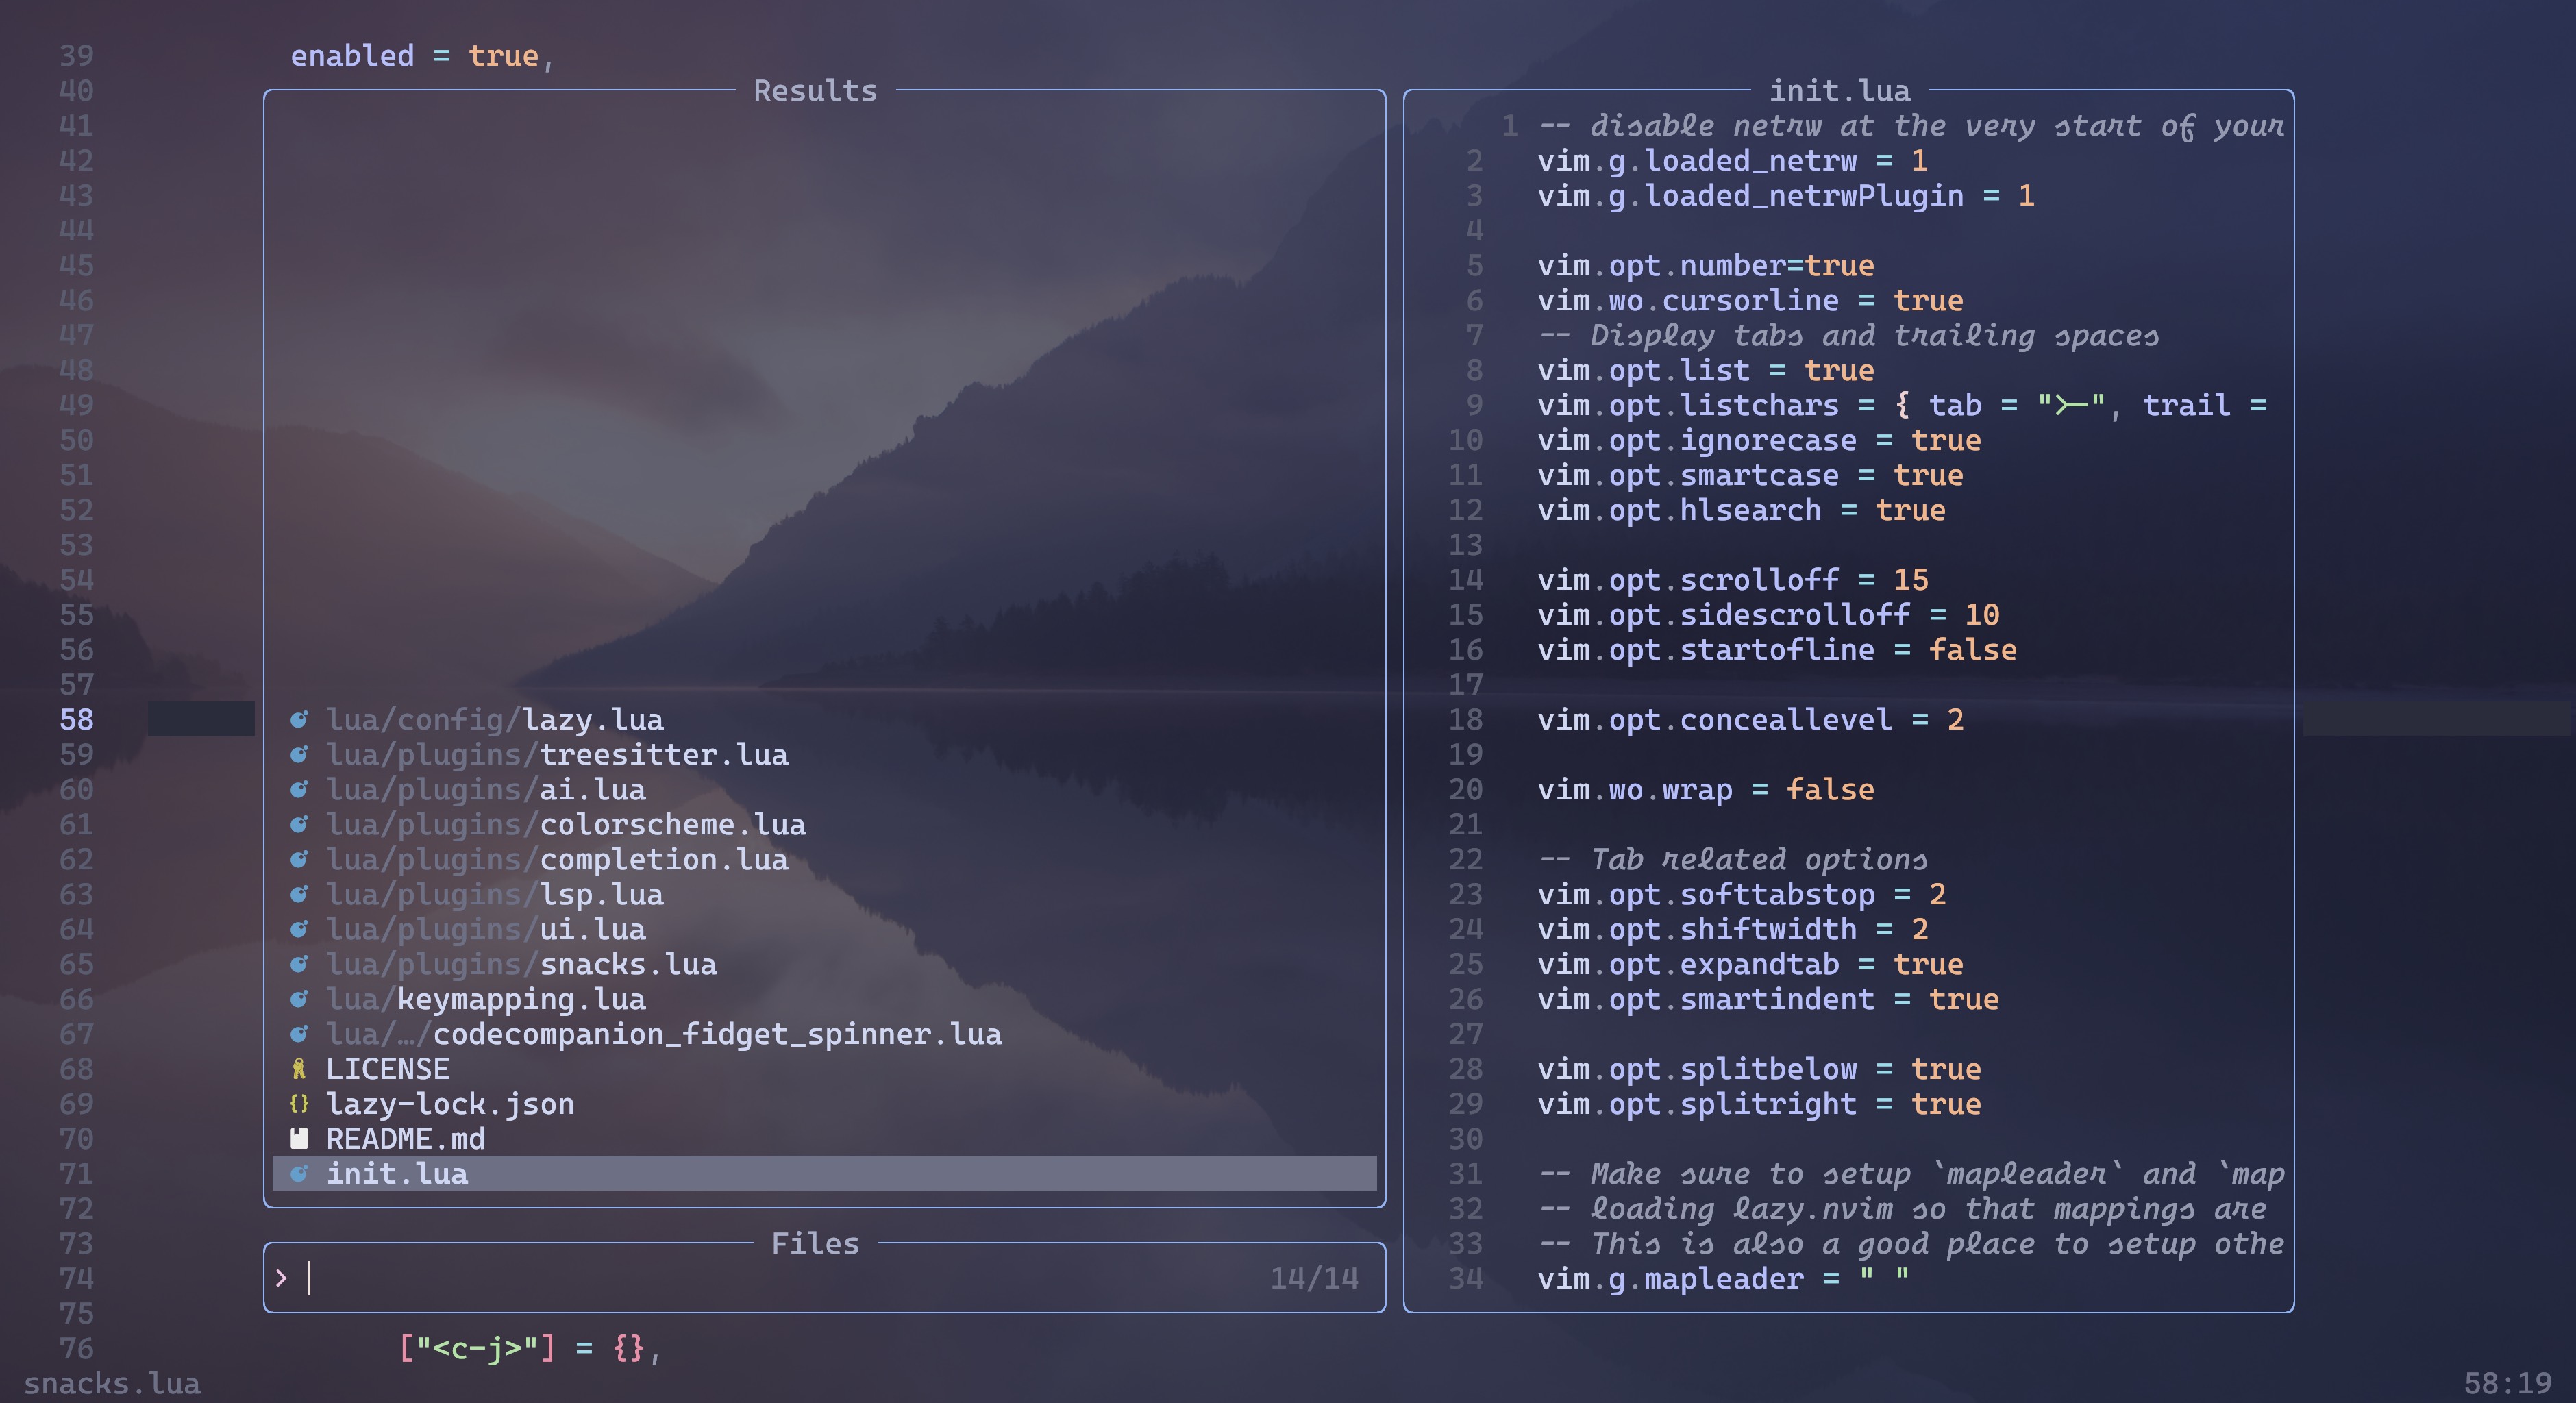 39 enabled = true,
40
41
42
43
44
45
46
47
48
49
50
51
52
53
54
55
56
57
58
59
60
61
62
63
64
65
66
67
68
69
70
71
72
73
74
75
76 ["<c-j>"] = {},
Results
lua/config/lazy.lua
lua/plugins/treesitter.lua
lua/plugins/ai.lua
lua/plugins/colorscheme.lua
lua/plugins/completion.lua
lua/plugins/lsp.lua
lua/plugins/ui.lua
lua/plugins/snacks.lua
lua/keymapping.lua
lua/…/codecompanion_fidget_spinner.lua
LICENSE
{} lazy-lock.json
README.md
init.lua
Files
> 14/14
init.lua
1 -- disable netrw at the very start of your
2 vim.g.loaded_netrw = 1
3 vim.g.loaded_netrwPlugin = 1
4
5 vim.opt.number=true
6 vim.wo.cursorline = true
7 -- Display tabs and trailing spaces
8 vim.opt.list = true
9 vim.opt.listchars = { tab = ">-", trail =
10 vim.opt.ignorecase = true
11 vim.opt.smartcase = true
12 vim.opt.hlsearch = true
13
14 vim.opt.scrolloff = 15
15 vim.opt.sidescrolloff = 10
16 vim.opt.startofline = false
17
18 vim.opt.conceallevel = 2
19
20 vim.wo.wrap = false
21
22 -- Tab related options
23 vim.opt.softtabstop = 2
24 vim.opt.shiftwidth = 2
25 vim.opt.expandtab = true
26 vim.opt.smartindent = true
27
28 vim.opt.splitbelow = true
29 vim.opt.splitright = true
30
31 -- Make sure to setup `mapleader` and `map
32 -- loading lazy.nvim so that mappings are
33 -- This is also a good place to setup othe
34 vim.g.mapleader = " "
snacks.lua
58:19